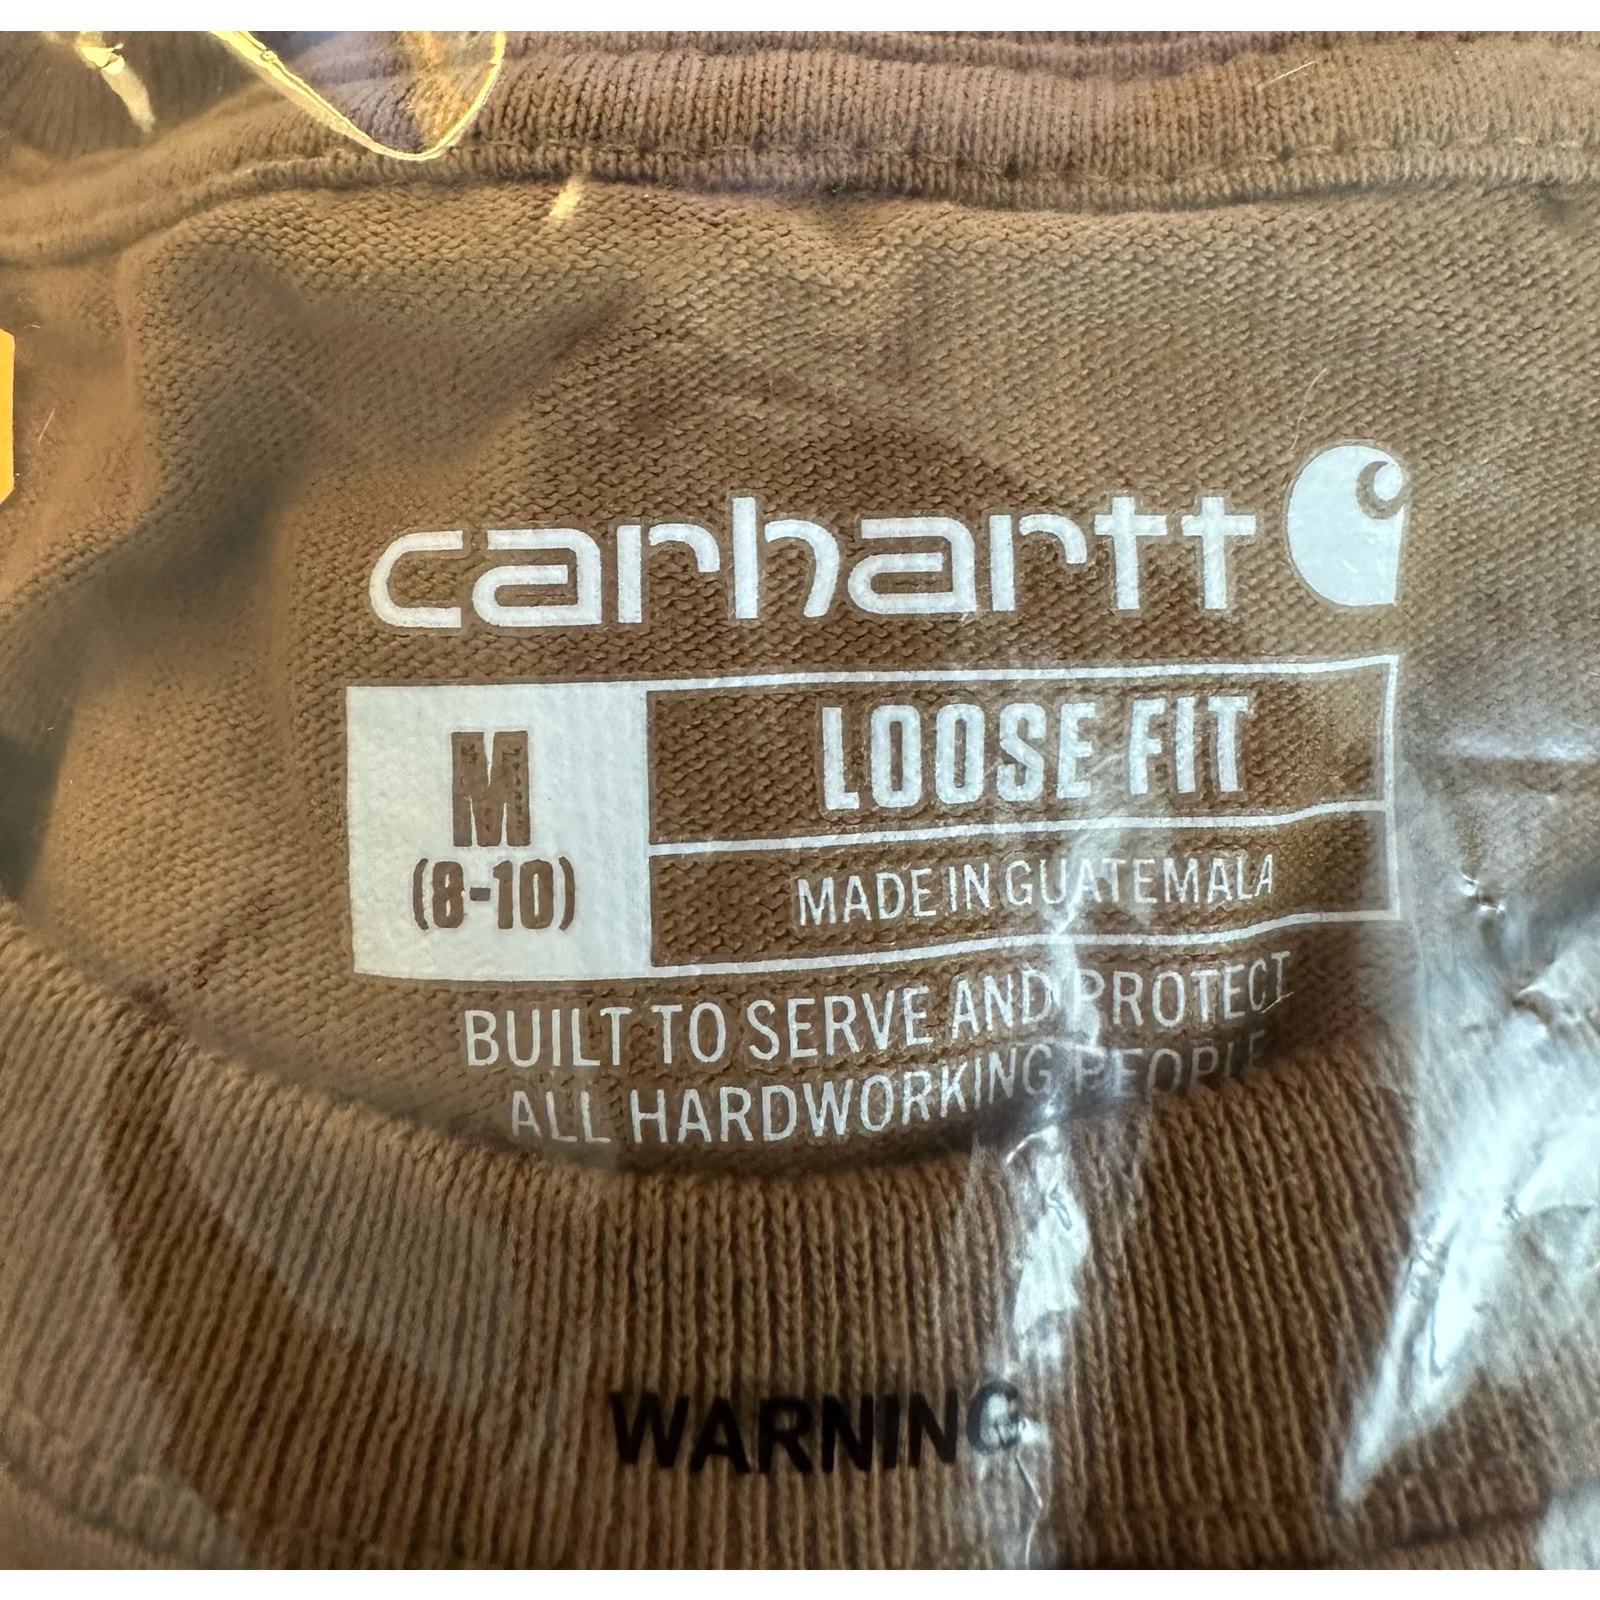 carhartt
M
(8-10)
LOOSE FIT
MADE IN GUATEMALA
BUILT TO SERVE AND PROTECT
ALL HARDWORKING PEOPLE
WARNING